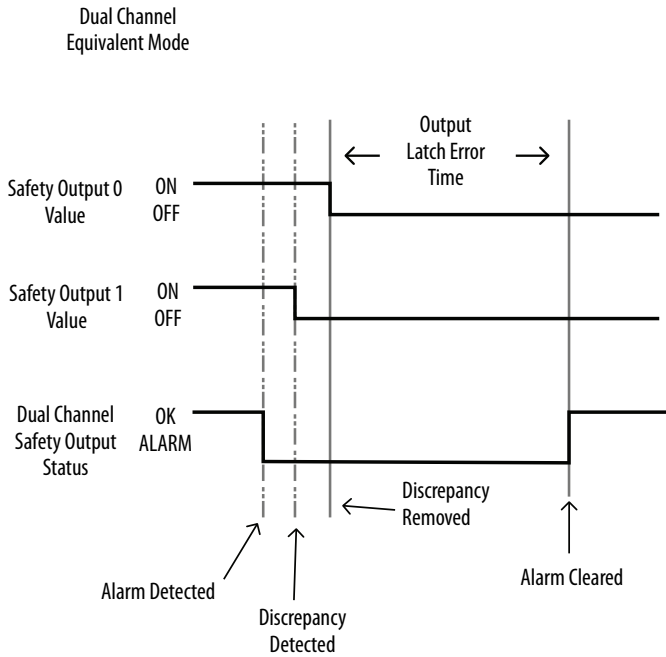 Dual Channel
Equivalent Mode
Output
Latch Error
Time
Safety Output 0
Value
ON
OFF
Safety Output 1
Value
ON
OFF
Dual Channel
Safety Output
Status
OK
ALARM
Discrepancy
Removed
Alarm Detected
Discrepancy
Detected
Alarm Cleared